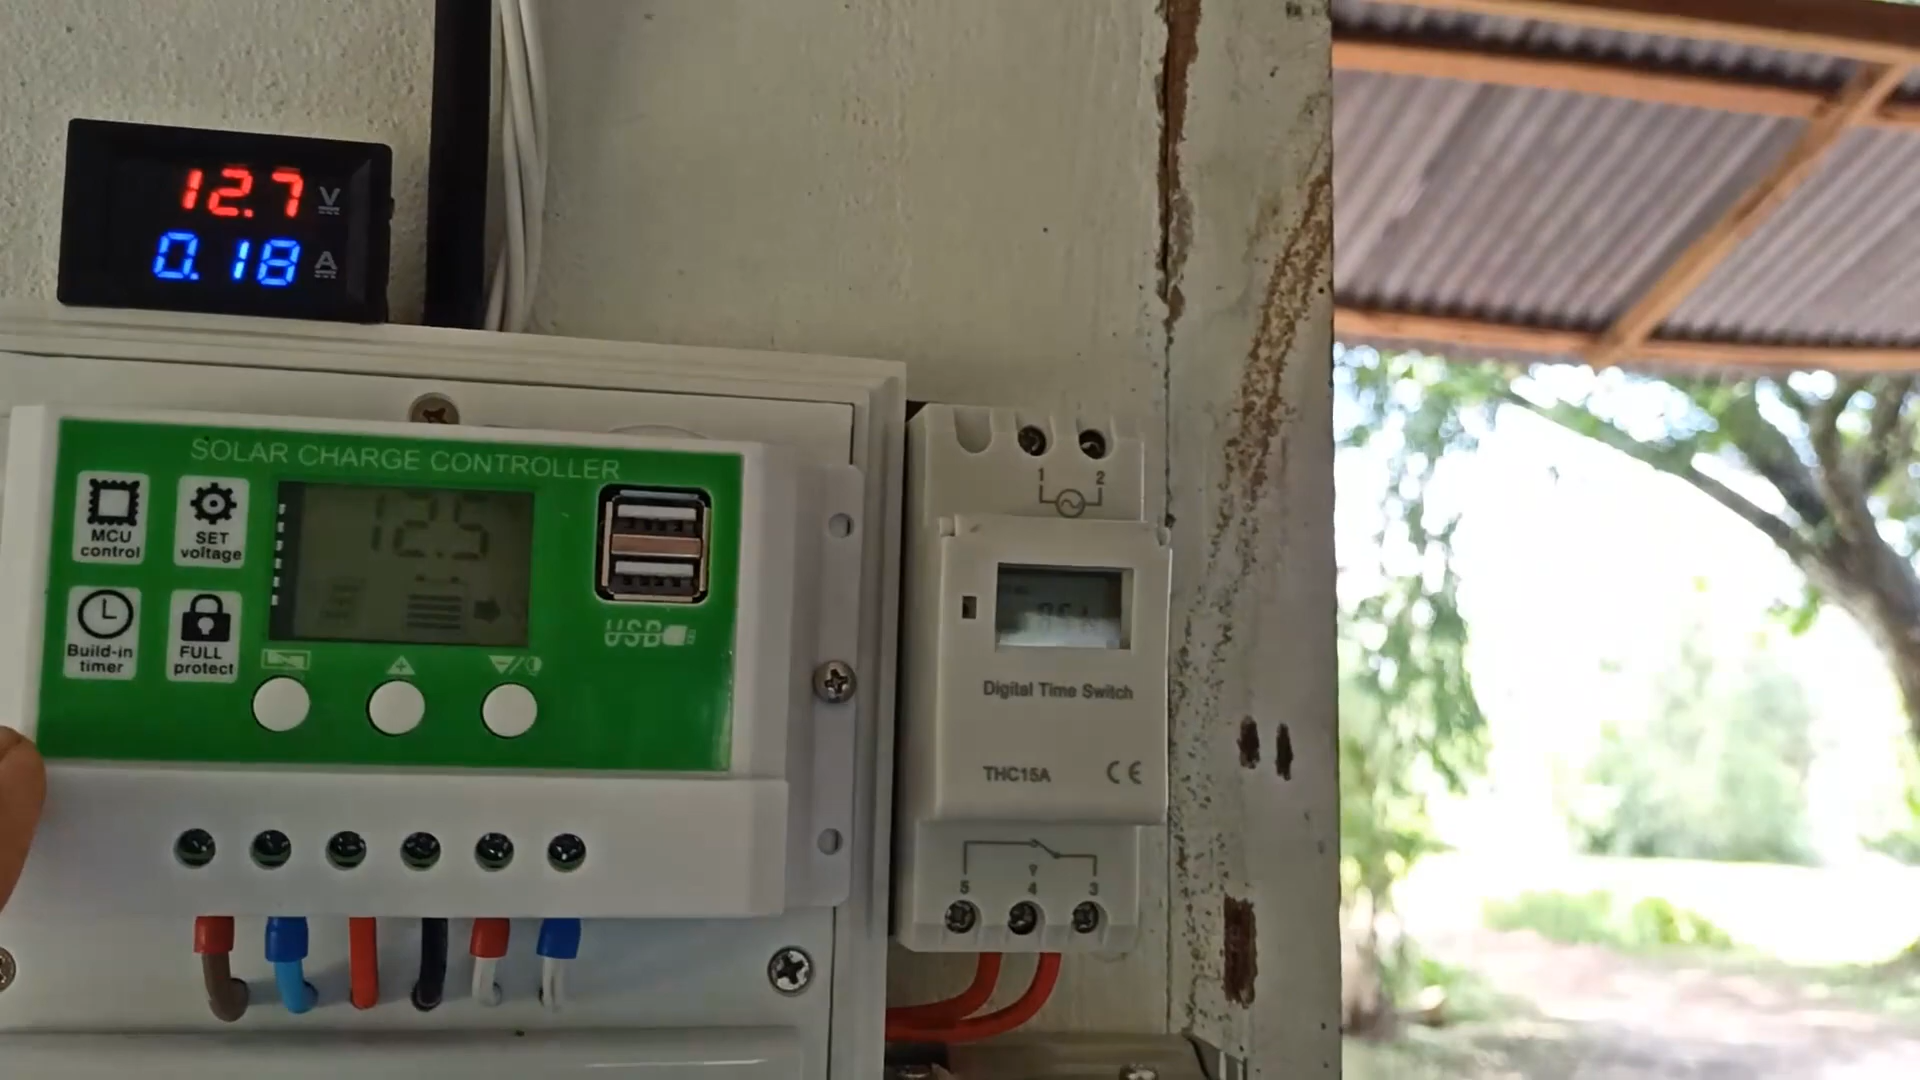 12.7 V
0.18 A
SOLAR CHARGE CONTROLLER
MCU
control
SET
voltage
12.5
Build-in
timer
FULL
protect
USB
1 2
Digital Time Switch
THC15A CE
5 4 3